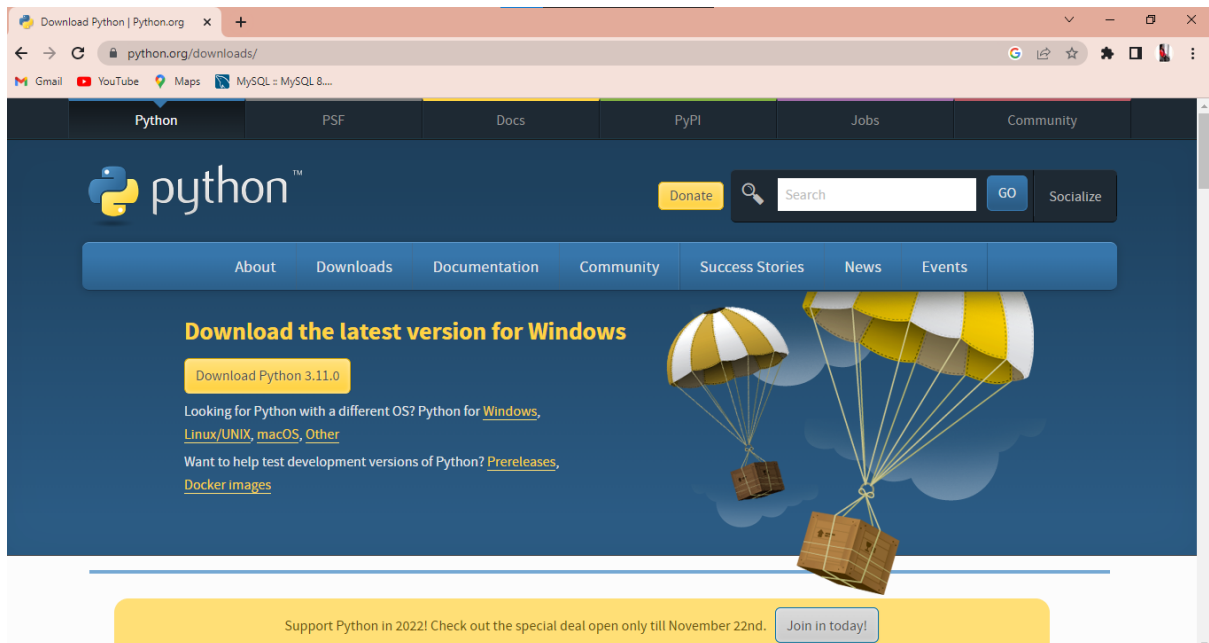 Download Python | Python.org
python.org/downloads/
Gmail YouTube Maps MySQL :: MySQL 8....
Python PSF Docs PyPI Jobs Community
python™
Donate Search GO Socialize
About Downloads Documentation Community Success Stories News Events
Download the latest version for Windows
Download Python 3.11.0
Looking for Python with a different OS? Python for Windows,
Linux/UNIX, macOS, Other
Want to help test development versions of Python? Prereleases,
Docker images
Support Python in 2022! Check out the special deal open only till November 22nd. Join in today!